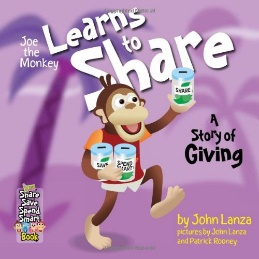 Joe
the
Monkey
Learns
to
Share
SHARE
SAVE
SPEND
SMART
A
Story of
Giving
Share
Save
Spend
Smart
Book
by John Lanza
pictures by John Lanza
and Patrick Rooney